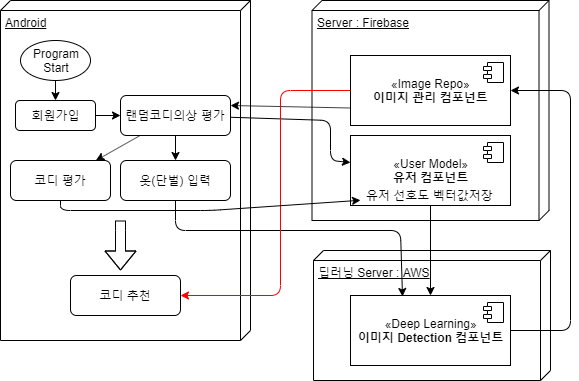 Android
Program
Start
회원가입
랜덤코디의상 평가
코디 평가
옷(단벌) 입력
코디 추천
Server : Firebase
«Image Repo»
이미지 관리 컴포넌트
«User Model»
유저 컴포넌트
유저 선호도 벡터값저장
딥러닝 Server : AWS
«Deep Learning»
이미지 Detection 컴포넌트